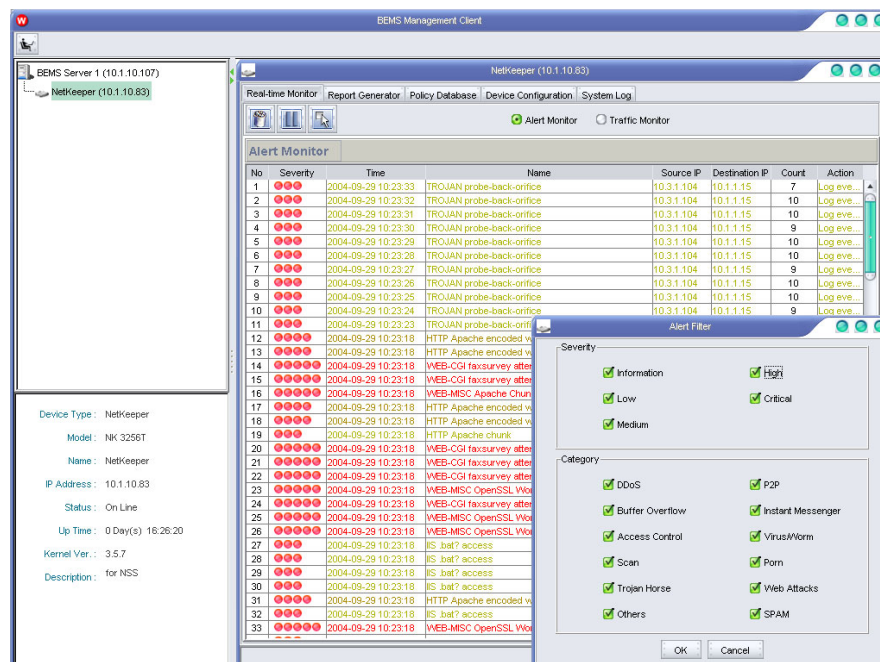 BEMS Management Client
BEMS Server 1 (10.1.10.107)
NetKeeper (10.1.10.83)
Device Type : NetKeeper
Model : NK 3256T
Name : NetKeeper
IP Address : 10.1.10.83
Status : On Line
Up Time : 0 Day(s) 16:26:20
Kernel Ver. : 3.5.7
Description : for NSS
NetKeeper (10.1.10.83)
Real-time Monitor Report Generator Policy Database Device Configuration System Log
Alert Monitor Traffic Monitor
Alert Monitor
No Severity Time Name Source IP Destination IP Count Action
1 2004-09-29 10:23:33 TROJAN probe-back-orifice 10.3.1.104 10.1.1.15 7 Log eve...
2 2004-09-29 10:23:32 TROJAN probe-back-orifice 10.3.1.104 10.1.1.15 10 Log eve...
3 2004-09-29 10:23:31 TROJAN probe-back-orifice 10.3.1.104 10.1.1.15 10 Log eve...
4 2004-09-29 10:23:30 TROJAN probe-back-orifice 10.3.1.104 10.1.1.15 9 Log eve...
5 2004-09-29 10:23:29 TROJAN probe-back-orifice 10.3.1.104 10.1.1.15 10 Log eve...
6 2004-09-29 10:23:28 TROJAN probe-back-orifice 10.3.1.104 10.1.1.15 10 Log eve...
7 2004-09-29 10:23:27 TROJAN probe-back-orifice 10.3.1.104 10.1.1.15 9 Log eve...
8 2004-09-29 10:23:26 TROJAN probe-back-orifice 10.3.1.104 10.1.1.15 10 Log eve...
9 2004-09-29 10:23:25 TROJAN probe-back-orifice 10.3.1.104 10.1.1.15 10 Log eve...
10 2004-09-29 10:23:24 TROJAN probe-back-orifice 10.3.1.104 10.1.1.15 9 Log eve...
11 2004-09-29 10:23:23 TROJAN probe-back-orific
12 2004-09-29 10:23:18 HTTP Apache encoded w
13 2004-09-29 10:23:18 HTTP Apache encoded w
14 2004-09-29 10:23:18 WEB-CGI faxsurvey atter
15 2004-09-29 10:23:18 WEB-CGI faxsurvey atter
16 2004-09-29 10:23:18 WEB-MISC Apache Chun
17 2004-09-29 10:23:18 HTTP Apache encoded w
18 2004-09-29 10:23:18 HTTP Apache encoded w
19 2004-09-29 10:23:18 HTTP Apache chunk
20 2004-09-29 10:23:18 WEB-CGI faxsurvey atter
21 2004-09-29 10:23:18 WEB-CGI faxsurvey atter
22 2004-09-29 10:23:18 WEB-CGI faxsurvey atter
23 2004-09-29 10:23:18 WEB-MISC OpenSSL Wor
24 2004-09-29 10:23:18 WEB-CGI faxsurvey atter
25 2004-09-29 10:23:18 WEB-MISC OpenSSL Wor
26 2004-09-29 10:23:18 WEB-MISC OpenSSL Wor
27 2004-09-29 10:23:18 IIS .bat? access
28 2004-09-29 10:23:18 IIS .bat? access
29 2004-09-29 10:23:18 IIS .bat? access
30 2004-09-29 10:23:18 IIS .bat? access
31 2004-09-29 10:23:18 HTTP Apache encoded w
32 2004-09-29 10:23:18 IIS .bat? access
33 2004-09-29 10:23:18 WEB-MISC OpenSSL Wor
Alert Filter
Severity
Information High
Low Critical
Medium
Category
DDoS P2P
Buffer Overflow Instant Messenger
Access Control Virus/Worm
Scan Porn
Trojan Horse Web Attacks
Others SPAM
OK Cancel